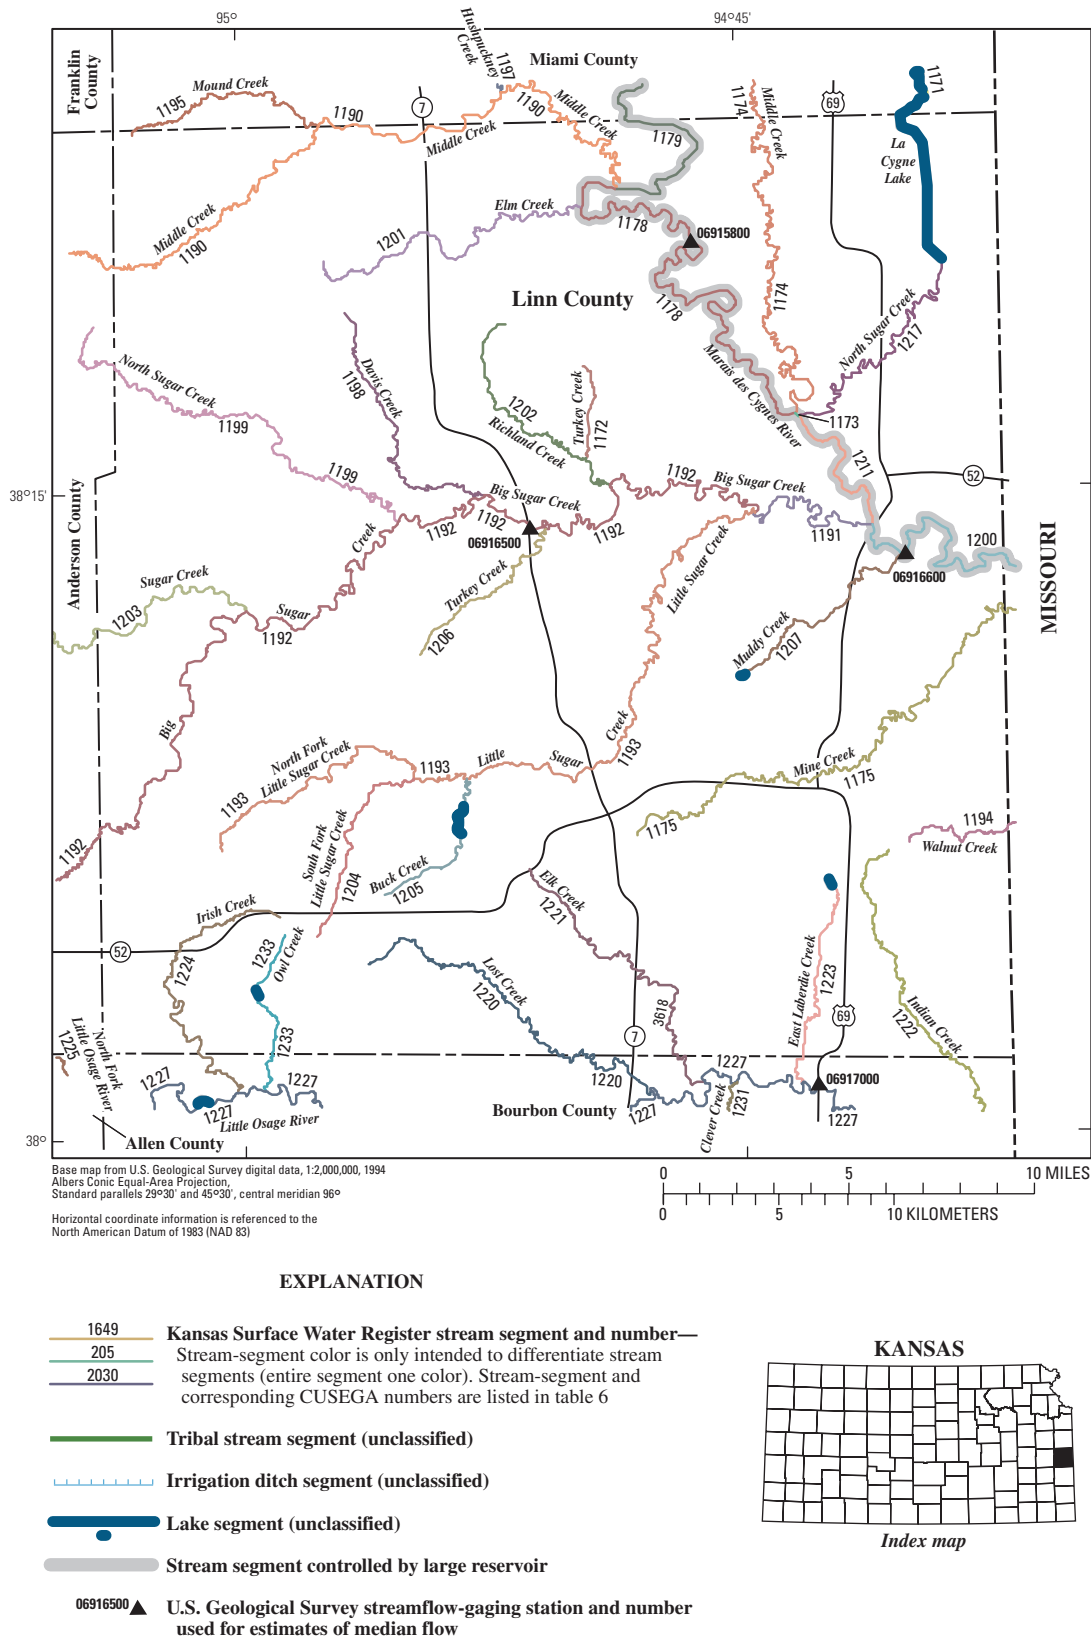 95°
94°45'
Franklin
County
Hushpuckney
Creek
1197
Miami County
Mound Creek
1195
1190
7
Middle Creek
1190
Middle Creek
1179
1174
Middle Creek
69
1171
La
Cygne
Lake
Middle Creek
1190
Elm Creek
1201
1178
06915800
Linn County
1178
1174
North Sugar Creek
1217
North Sugar Creek
1199
Davis Creek
1198
1202
Richland Creek
Turkey Creek
1172
Marais des Cygnes River
1173
1211
52
38°15'
1199
Big Sugar Creek
1192
Big Sugar Creek
1192
1192
1192
1191
06916500
Creek
Sugar
1192
Big
1192
Anderson County
Sugar Creek
1203
Turkey Creek
1206
Little Sugar Creek
1200
06916600
MISSOURI
Muddy Creek
1207
Creek
1193
Sugar
Little
1193
North Fork
Little Sugar Creek
1193
Mine Creek
1175
1175
1194
Walnut Creek
South Fork
Little Sugar Creek
1204
Buck Creek
1205
Elk Creek
1221
Irish Creek
1224
52
1233
Owl Creek
1233
Lost Creek
1220
3618
East Laberdie Creek
1223
69
Indian Creek
1222
7
1225
North Fork
Little Osage River
1227
1227
1227
Little Osage River
1220
1227
1227
Clever Creek
1231
06917000
1227
Bourbon County
38°
Allen County
Base map from U.S. Geological Survey digital data, 1:2,000,000, 1994
Albers Conic Equal-Area Projection,
Standard parallels 29°30' and 45°30', central meridian 96°
Horizontal coordinate information is referenced to the
North American Datum of 1983 (NAD 83)
0 5 10 MILES
0 5 10 KILOMETERS
EXPLANATION
1649
205
2030
Kansas Surface Water Register stream segment and number—
Stream-segment color is only intended to differentiate stream
segments (entire segment one color). Stream-segment and
corresponding CUSEGA numbers are listed in table 6
Tribal stream segment (unclassified)
Irrigation ditch segment (unclassified)
Lake segment (unclassified)
Stream segment controlled by large reservoir
06916500
U.S. Geological Survey streamflow-gaging station and number
used for estimates of median flow
KANSAS
Index map